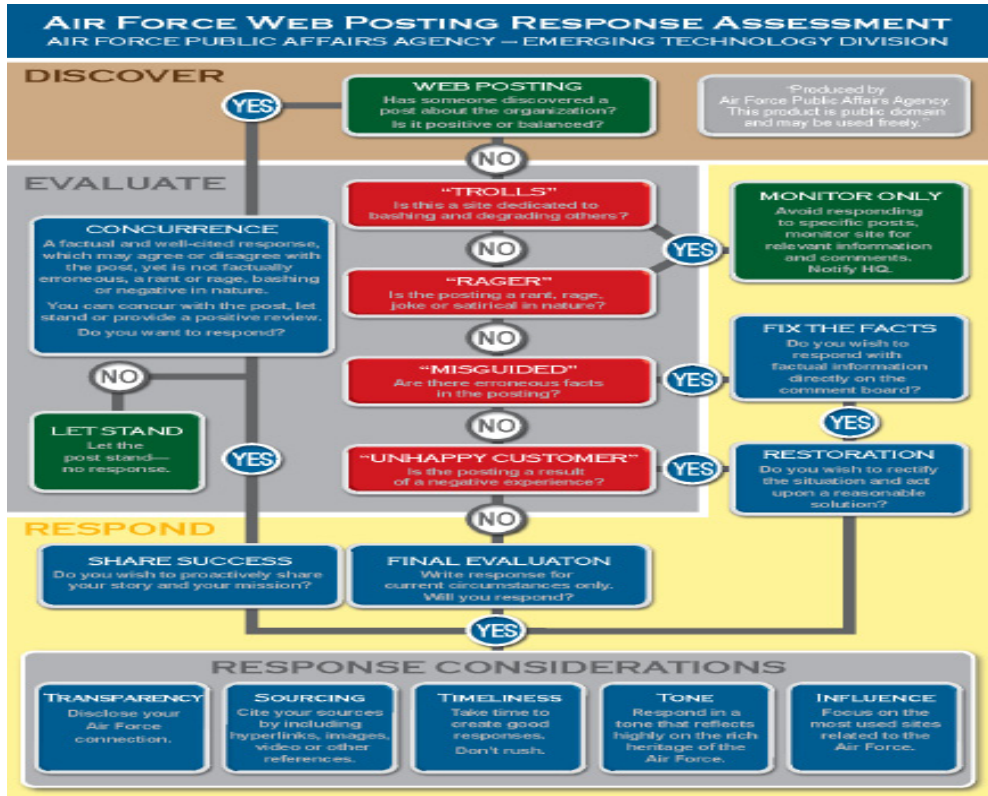 AIR FORCE WEB POSTING RESPONSE ASSESSMENT
AIR FORCE PUBLIC AFFAIRS AGENCY – EMERGING TECHNOLOGY DIVISION
DISCOVER
YES
WEB POSTING
Has someone discovered a
post about the organization?
Is it positive or balanced?
"Produced by
Air Force Public Affairs Agency.
This product is public domain
and may be used freely."
NO
EVALUATE
"TROLLS"
Is this a site dedicated to
bashing and degrading others?
YES
MONITOR ONLY
Avoid responding
to specific posts,
monitor site for
relevant information
and comments.
Notify HQ.
CONCURRENCE
A factual and well-cited response,
which may agree or disagree with
the post, yet is not factually
erroneous, a rant or rage, bashing
or negative in nature.
You can concur with the post, let
stand or provide a positive review.
Do you want to respond?
NO
"RAGER"
Is the posting a rant, rage,
joke or satirical in nature?
NO
"MISGUIDED"
Are there erroneous facts
in the posting?
YES
FIX THE FACTS
Do you wish to
respond with
factual information
directly on the
comment board?
NO
LET STAND
Let the
post stand—
no response.
YES
NO
"UNHAPPY CUSTOMER"
Is the posting a result
of a negative experience?
YES
YES
RESTORATION
Do you wish to rectify
the situation and act
upon a reasonable
solution?
NO
RESPOND
SHARE SUCCESS
Do you wish to proactively share
your story and your mission?
FINAL EVALUATON
Write response for
current circumstances only.
Will you respond?
YES
RESPONSE CONSIDERATIONS
TRANSPARENCY
Disclose your
Air Force
connection.
SOURCING
Cite your sources
by including
hyperlinks, images,
video or other
references.
TIMELINESS
Take time to
create good
responses.
Don't rush.
TONE
Respond in a
tone that reflects
highly on the rich
heritage of the
Air Force.
INFLUENCE
Focus on the
most used sites
related to the
Air Force.